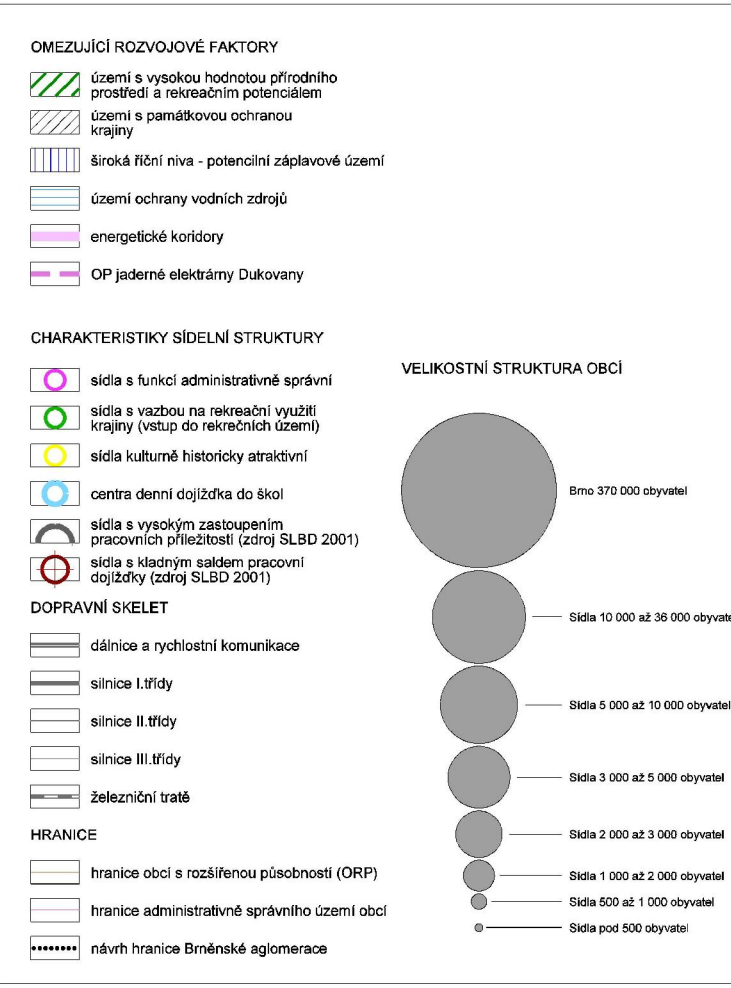 OMEZUJÍCÍ ROZVOJOVÉ FAKTORY
území s vysokou hodnotou přírodního
prostředí a rekreačním potenciálem
území s památkovou ochranou
krajiny
široká říční niva - potencilní záplavové území
území ochrany vodních zdrojů
energetické koridory
OP jaderné elektrárny Dukovany
CHARAKTERISTIKY SÍDELNÍ STRUKTURY
sídla s funkcí administrativně správní
sídla s vazbou na rekreační využití
krajiny (vstup do rekrečních území)
sídla kulturně historicky atraktivní
centra denní dojížďka do škol
sídla s vysokým zastoupením
pracovních příležitostí (zdroj SLBD 2001)
sídla s kladným saldem pracovní
dojížďky (zdroj SLBD 2001)
DOPRAVNÍ SKELET
dálnice a rychlostní komunikace
silnice I.třídy
silnice II.třídy
silnice III.třídy
železniční tratě
HRANICE
hranice obcí s rozšířenou působností (ORP)
hranice administrativně správního území obcí
návrh hranice Brněnské aglomerace
VELIKOSTNÍ STRUKTURA OBCÍ
Brno 370 000 obyvatel
Sídla 10 000 až 36 000 obyvate
Sídla 5 000 až 10 000 obyvatel
Sídla 3 000 až 5 000 obyvatel
Sídla 2 000 až 3 000 obyvatel
Sídla 1 000 až 2 000 obyvatel
Sídla 500 až 1 000 obyvatel
Sídla pod 500 obyvatel